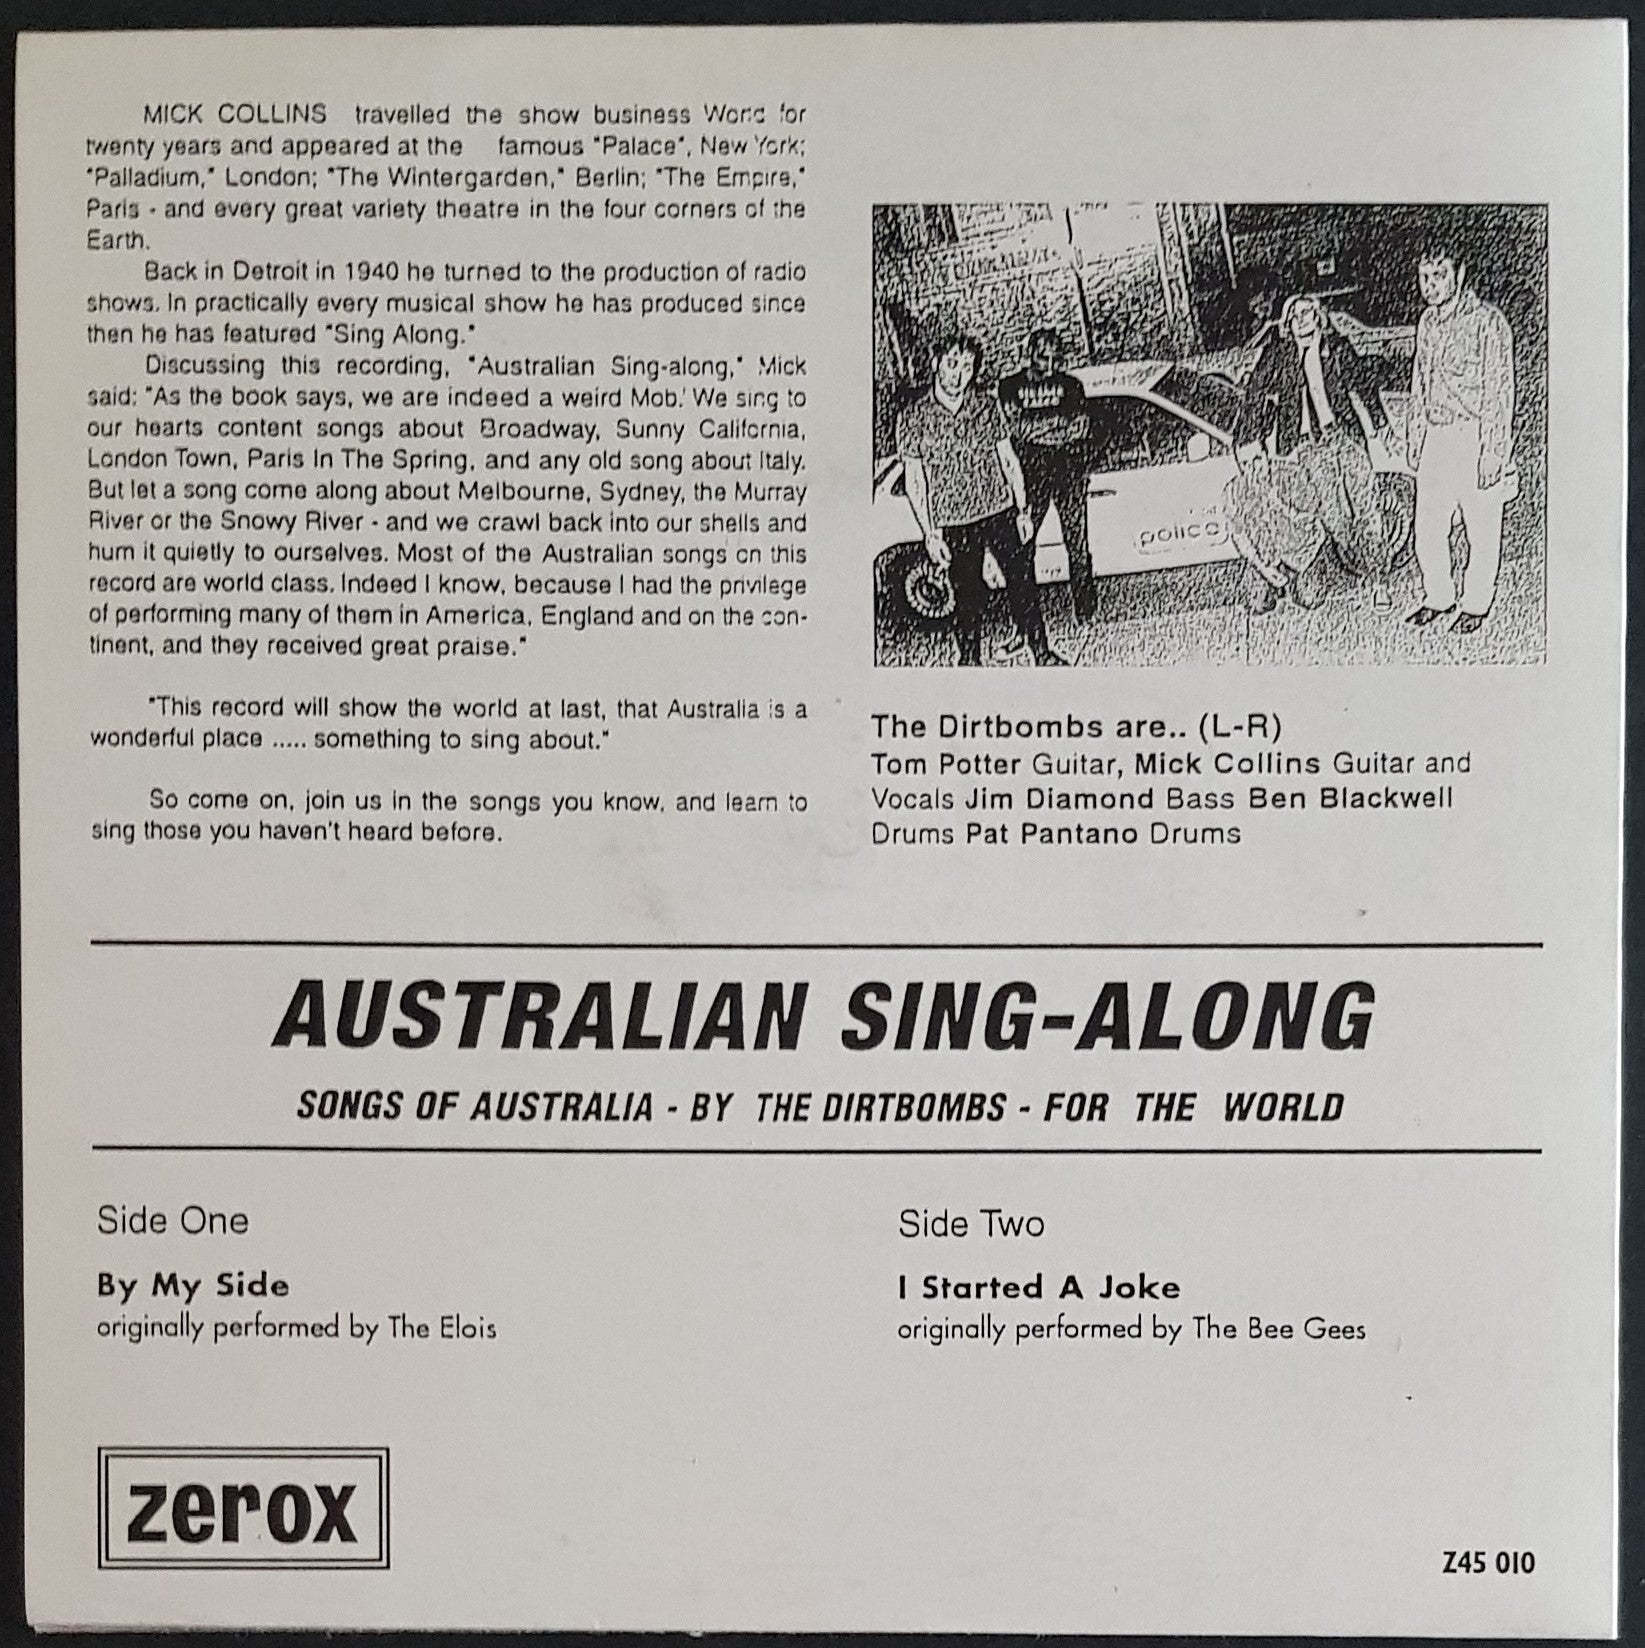 MICK COLLINS travelled the show business Word for
twenty years and appeared at the famous "Palace", New York;
"Palladium," London; "The Wintergarden," Berlin; "The Empire,"
Paris - and every great variety theatre in the four corners of the
Earth.
Back in Detroit in 1940 he turned to the production of radio
shows. In practically every musical show he has produced since
then he has featured "Sing Along."
Discussing this recording, "Australian Sing-along," Mick
said: "As the book says, we are indeed a weird Mob.' We sing to
our hearts content songs about Broadway, Sunny California,
London Town, Paris In The Spring, and any old song about Italy.
But let a song come along about Melbourne, Sydney, the Murray
River or the Snowy River - and we crawl back into our shells and
hum it quietly to ourselves. Most of the Australian songs on this
record are world class. Indeed I know, because I had the privilege
of performing many of them in America, England and on the con-
tinent, and they received great praise."
"This record will show the world at last, that Australia is a
wonderful place ..... something to sing about."
So come on, join us in the songs you know, and learn to
sing those you haven't heard before.
police
The Dirtbombs are.. (L-R)
Tom Potter Guitar, Mick Collins Guitar and
Vocals Jim Diamond Bass Ben Blackwell
Drums Pat Pantano Drums
AUSTRALIAN SING-ALONG
SONGS OF AUSTRALIA - BY THE DIRTBOMBS - FOR THE WORLD
Side One
By My Side
originally performed by The Elois
Side Two
I Started A Joke
originally performed by The Bee Gees
zerox
Z45 010